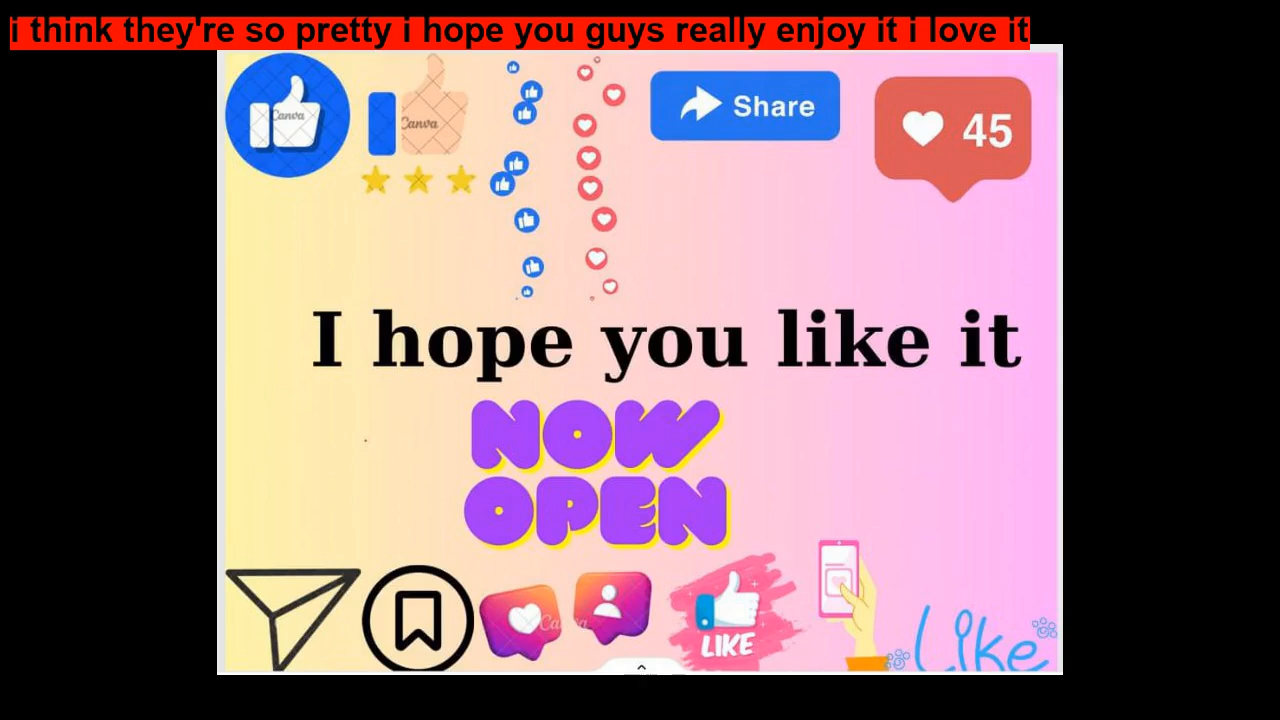 i think they're so pretty i hope you guys really enjoy it i love it
Canva
Canva
Share
45
I hope you like it
NOW
OPEN
Canva
LIKE
Like